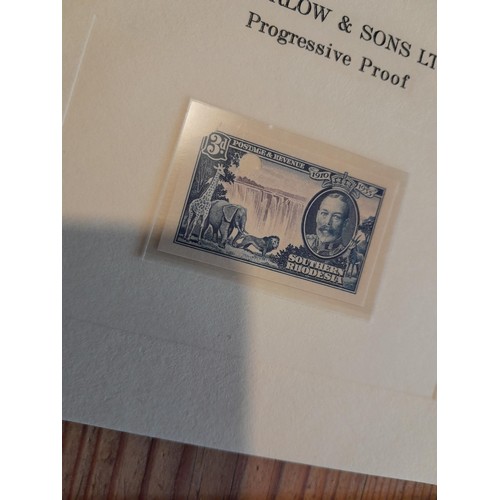 RLOW & SONS LT
Progressive Proof
3d
POSTAGE & REVENUE
1910
1935
SOUTHERN
RHODESIA